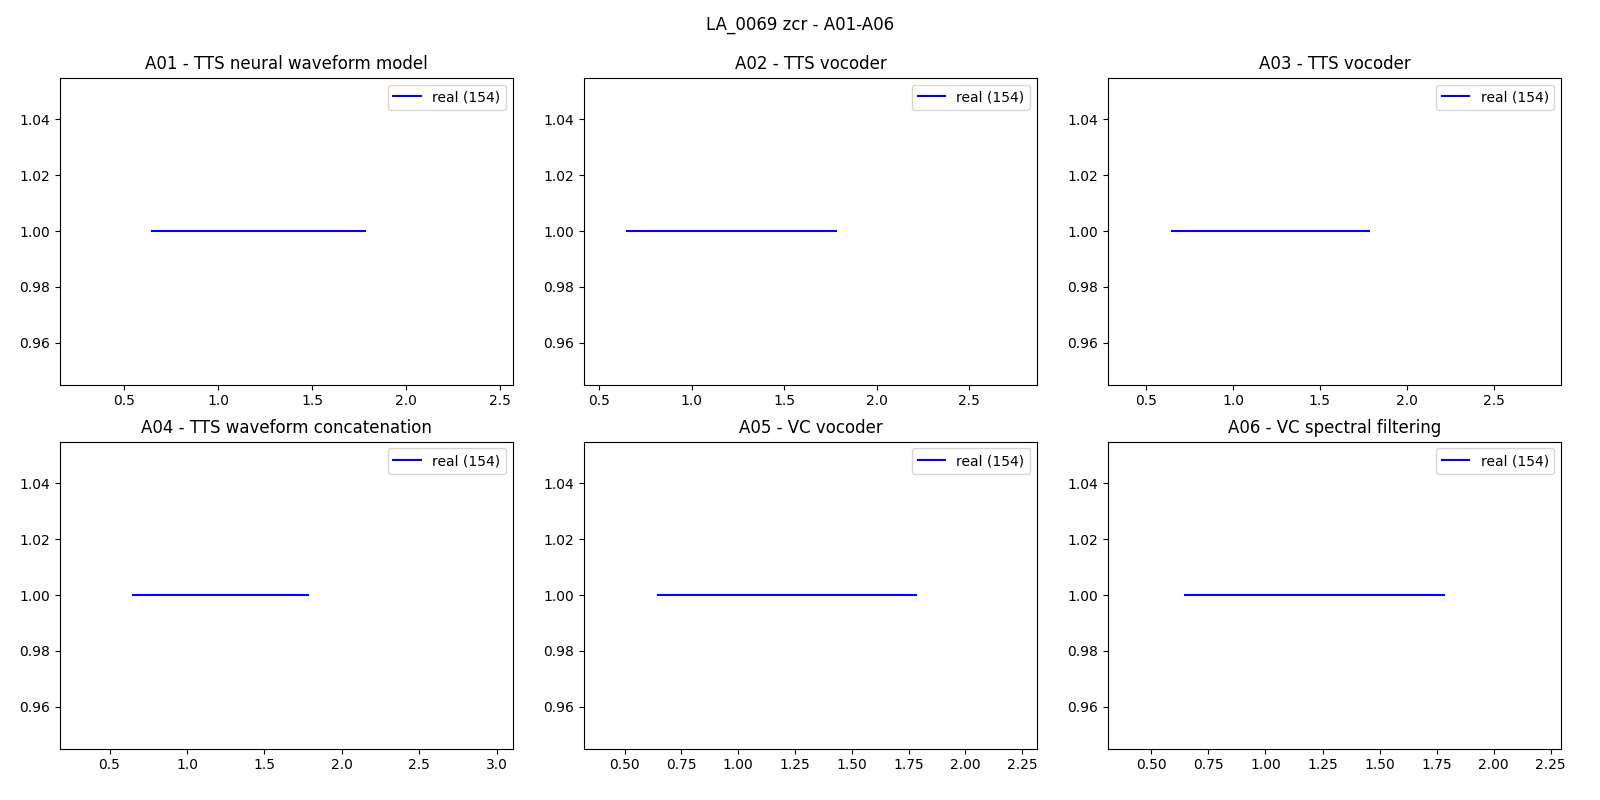 LA_0069 zcr - A01-A06
A01 - TTS neural waveform model
real (154)
1.04
1.02
1.00
0.98
0.96
0.5 1.0 1.5 2.0 2.5
A02 - TTS vocoder
real (154)
1.04
1.02
1.00
0.98
0.96
0.5 1.0 1.5 2.0 2.5
A03 - TTS vocoder
real (154)
1.04
1.02
1.00
0.98
0.96
0.5 1.0 1.5 2.0 2.5
A04 - TTS waveform concatenation
real (154)
1.04
1.02
1.00
0.98
0.96
0.5 1.0 1.5 2.0 2.5 3.0
A05 - VC vocoder
real (154)
1.04
1.02
1.00
0.98
0.96
0.50 0.75 1.00 1.25 1.50 1.75 2.00 2.25
A06 - VC spectral filtering
real (154)
1.04
1.02
1.00
0.98
0.96
0.50 0.75 1.00 1.25 1.50 1.75 2.00 2.25